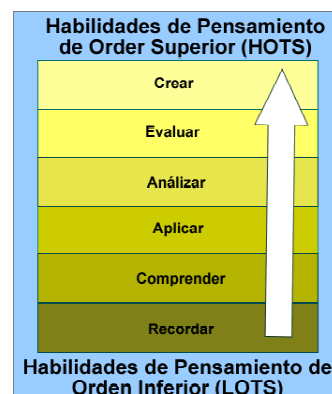 Habilidades de Pensamiento
de Order Superior (HOTS)
Crear
Evaluar
Análizar
Aplicar
Comprender
Recordar
Habilidades de Pensamiento de
Orden Inferior (LOTS)